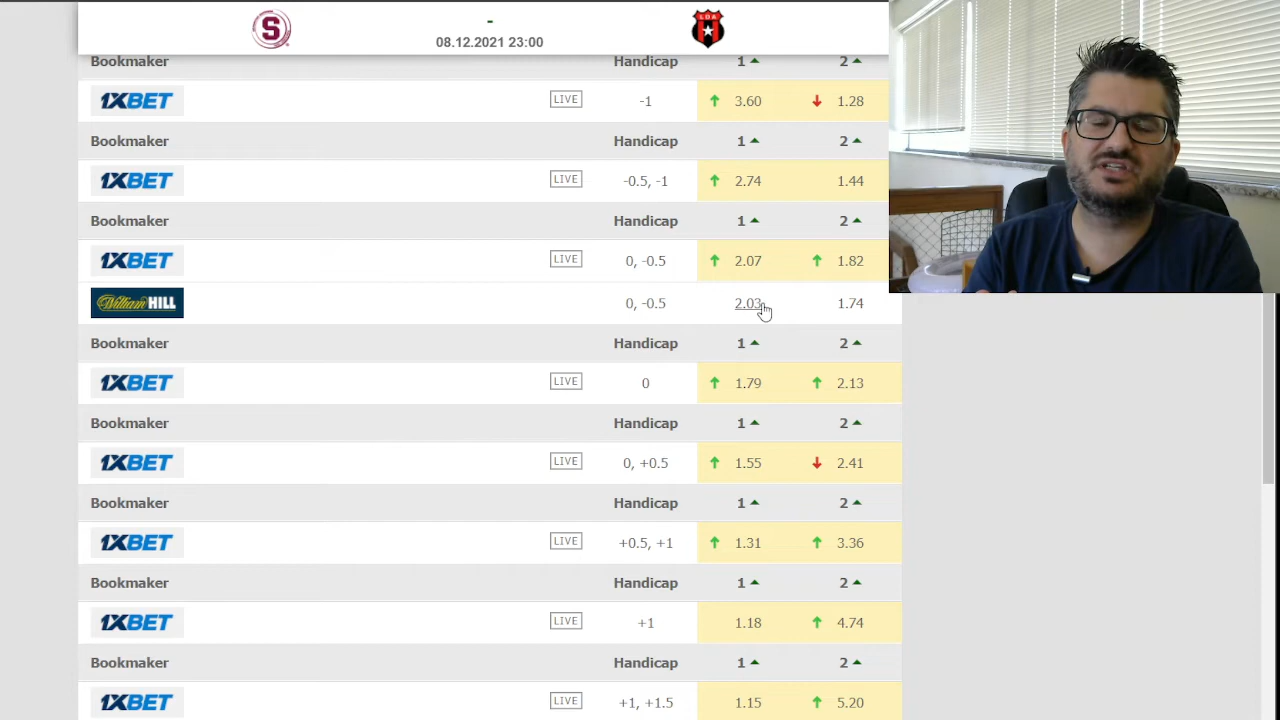 S - LDA
08.12.2021 23:00
Bookmaker Handicap 1 2
1XBET LIVE -1 3.60 1.28
Bookmaker Handicap 1 2
1XBET LIVE -0.5, -1 2.74 1.44
Bookmaker Handicap 1 2
1XBET LIVE 0, -0.5 2.07 1.82
William HILL 0, -0.5 2.03 1.74
Bookmaker Handicap 1 2
1XBET LIVE 0 1.79 2.13
Bookmaker Handicap 1 2
1XBET LIVE 0, +0.5 1.55 2.41
Bookmaker Handicap 1 2
1XBET LIVE +0.5, +1 1.31 3.36
Bookmaker Handicap 1 2
1XBET LIVE +1 1.18 4.74
Bookmaker Handicap 1 2
1XBET LIVE +1, +1.5 1.15 5.20